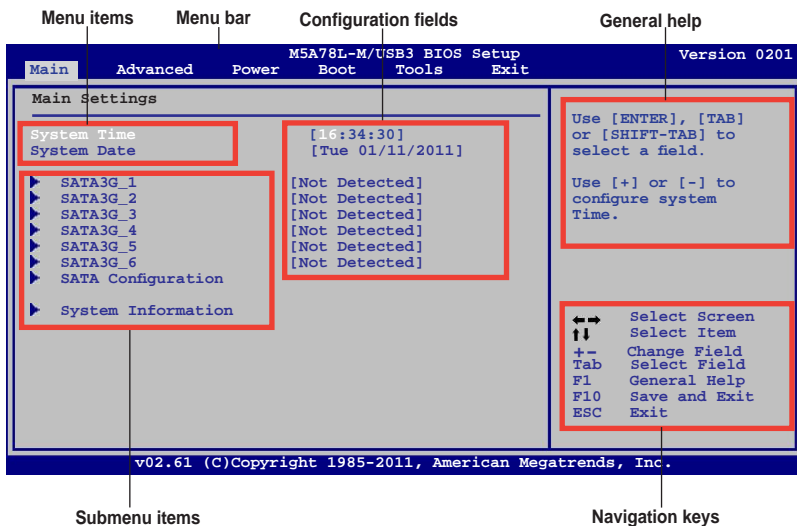 Menu items Menu bar Configuration fields General help
M5A78L-M/USB3 BIOS Setup Version 0201
Main Advanced Power Boot Tools Exit
Main Settings
System Time [16:34:30]
System Date [Tue 01/11/2011]
SATA3G_1 [Not Detected]
SATA3G_2 [Not Detected]
SATA3G_3 [Not Detected]
SATA3G_4 [Not Detected]
SATA3G_5 [Not Detected]
SATA3G_6 [Not Detected]
SATA Configuration
System Information
Use [ENTER], [TAB]
or [SHIFT-TAB] to
select a field.
Use [+] or [-] to
configure system
Time.
←→ Select Screen
↑↓ Select Item
+- Change Field
Tab Select Field
F1 General Help
F10 Save and Exit
ESC Exit
v02.61 (C)Copyright 1985-2011, American Megatrends, Inc.
Submenu items Navigation keys